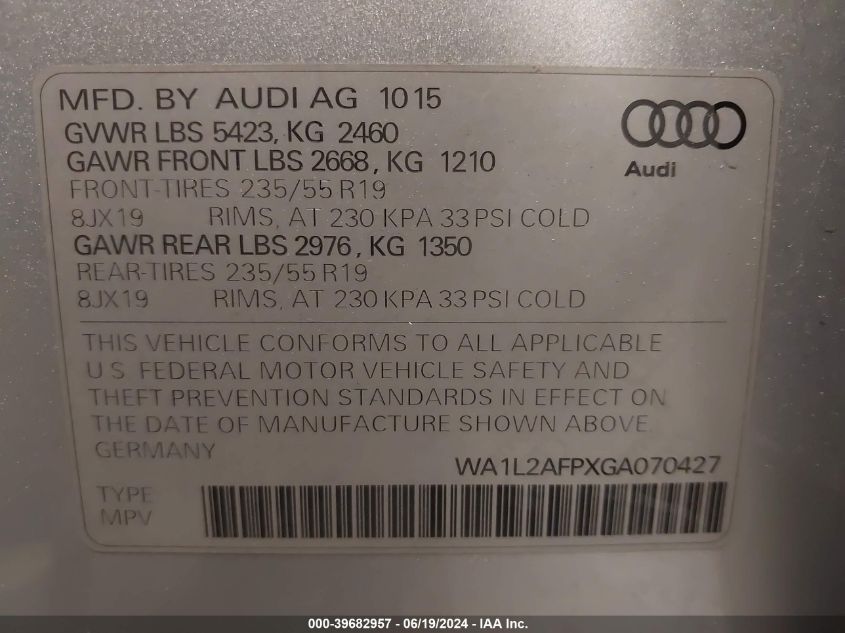 MFD. BY AUDI AG 1015
GVWR LBS 5423, KG 2460
GAWR FRONT LBS 2668, KG 1210
FRONT-TIRES 235/55 R19
8JX19 RIMS, AT 230 KPA 33 PSI COLD
GAWR REAR LBS 2976, KG 1350
REAR-TIRES 235/55 R19
8JX19 RIMS, AT 230 KPA 33 PSI COLD
Audi
THIS VEHICLE CONFORMS TO ALL APPLICABLE
U.S. FEDERAL MOTOR VEHICLE SAFETY AND
THEFT PREVENTION STANDARDS IN EFFECT ON
THE DATE OF MANUFACTURE SHOWN ABOVE.
GERMANY
WA1L2AFPXGA070427
TYPE
MPV
000-39682957 - 06/19/2024 - IAA Inc.